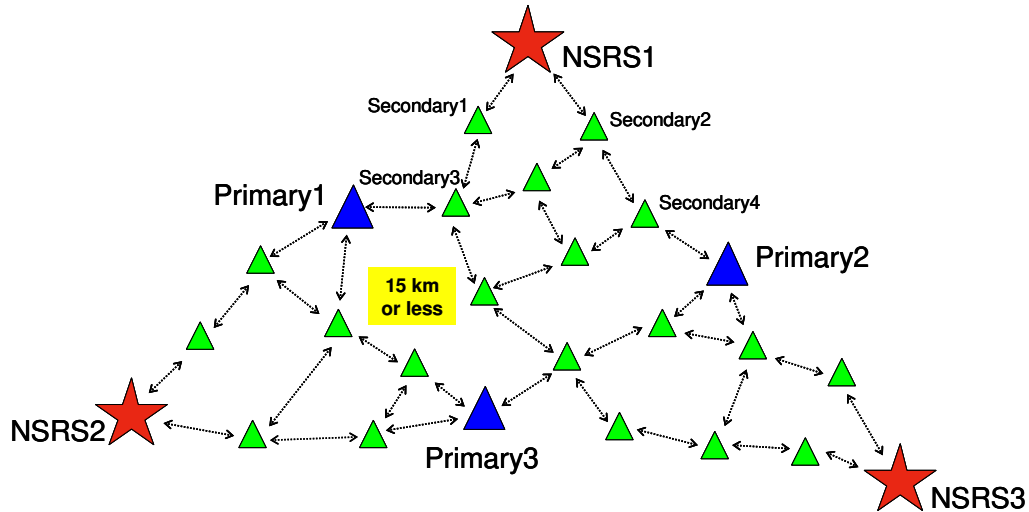 NSRS1
Secondary1
Secondary2
Secondary3
Primary1
Secondary4
Primary2
15 km
or less
NSRS2
Primary3
NSRS3